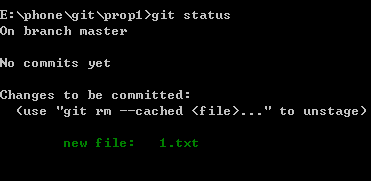 E:\phone\git\prop1>git status
On branch master
No commits yet
Changes to be committed:
(use "git rm --cached <file>..." to unstage)
new file: 1.txt